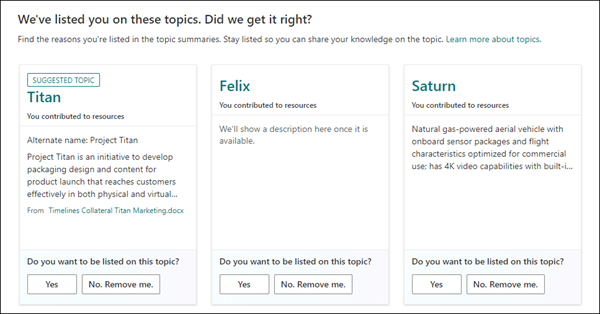 We've listed you on these topics. Did we get it right?
Find the reasons you're listed in the topic summaries. Stay listed so you can share your knowledge on the topic. Learn more about topics.
SUGGESTED TOPIC
Titan
You contributed to resources
Alternate name: Project Titan
Project Titan is an initiative to develop
packaging design and content for
product launch that reaches customers
effectively in both physical and virtual...
From Timelines Collateral Titan Marketing.docx
Do you want to be listed on this topic?
Yes
No. Remove me.
Felix
You contributed to resources
We'll show a description here once it is
available.
Do you want to be listed on this topic?
Yes
No. Remove me.
Saturn
You contributed to resources
Natural gas-powered aerial vehicle with
onboard sensor packages and flight
characteristics optimized for commercial
use; has 4K video capabilities with built-i...
Do you want to be listed on this topic?
Yes
No. Remove me.